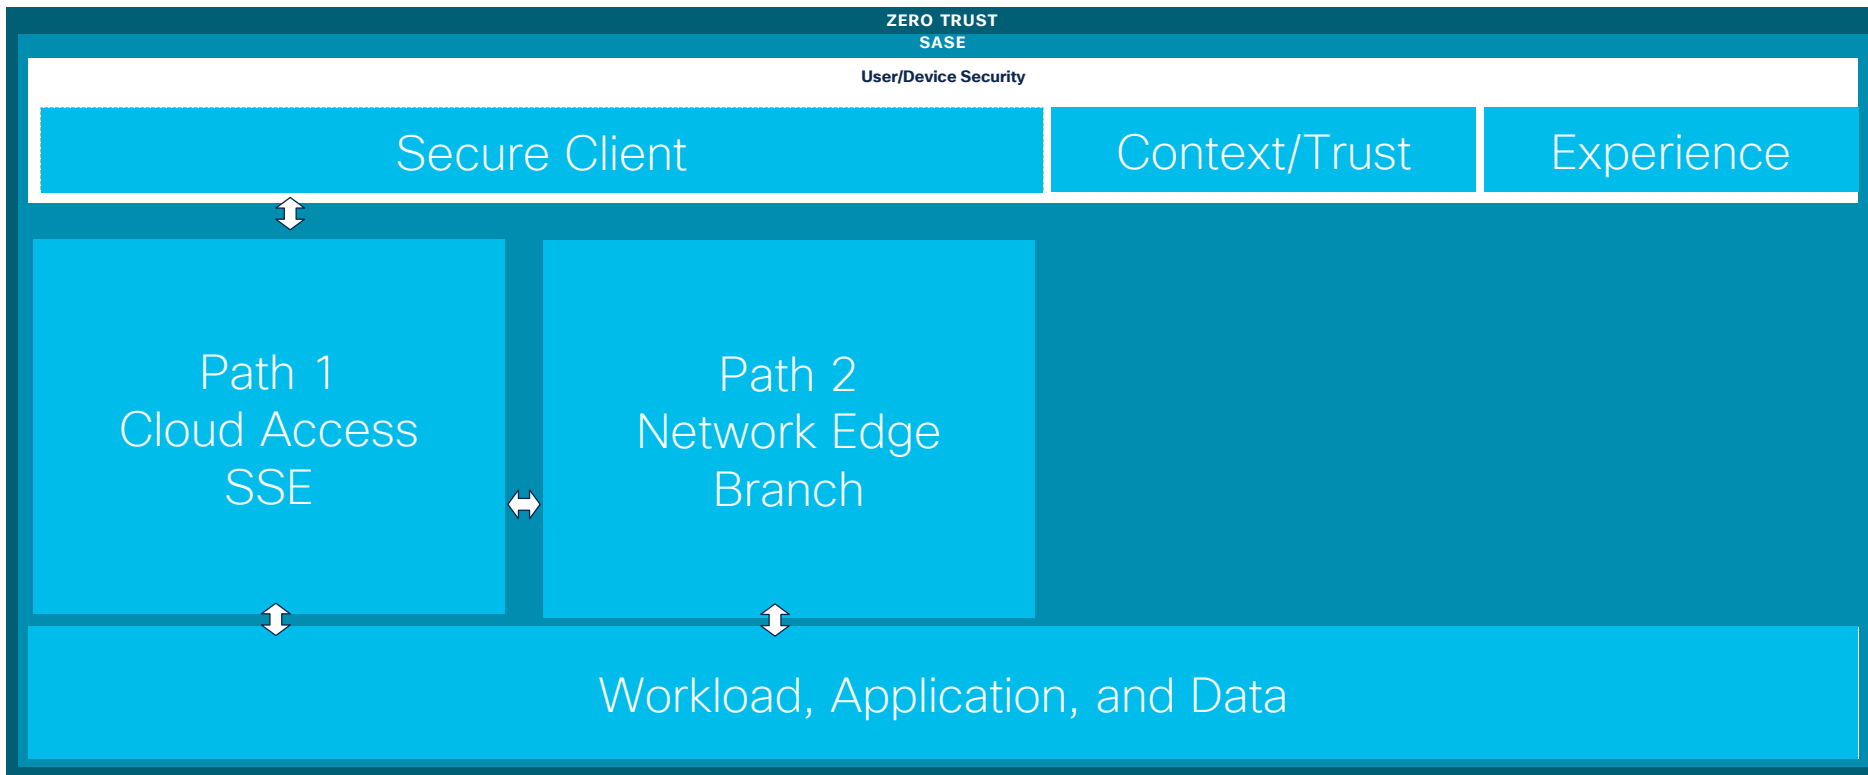 ZERO TRUST
SASE
User/Device Security
Secure Client
Context/Trust
Experience
Path 1
Cloud Access
SSE
Path 2
Network Edge
Branch
Workload, Application, and Data